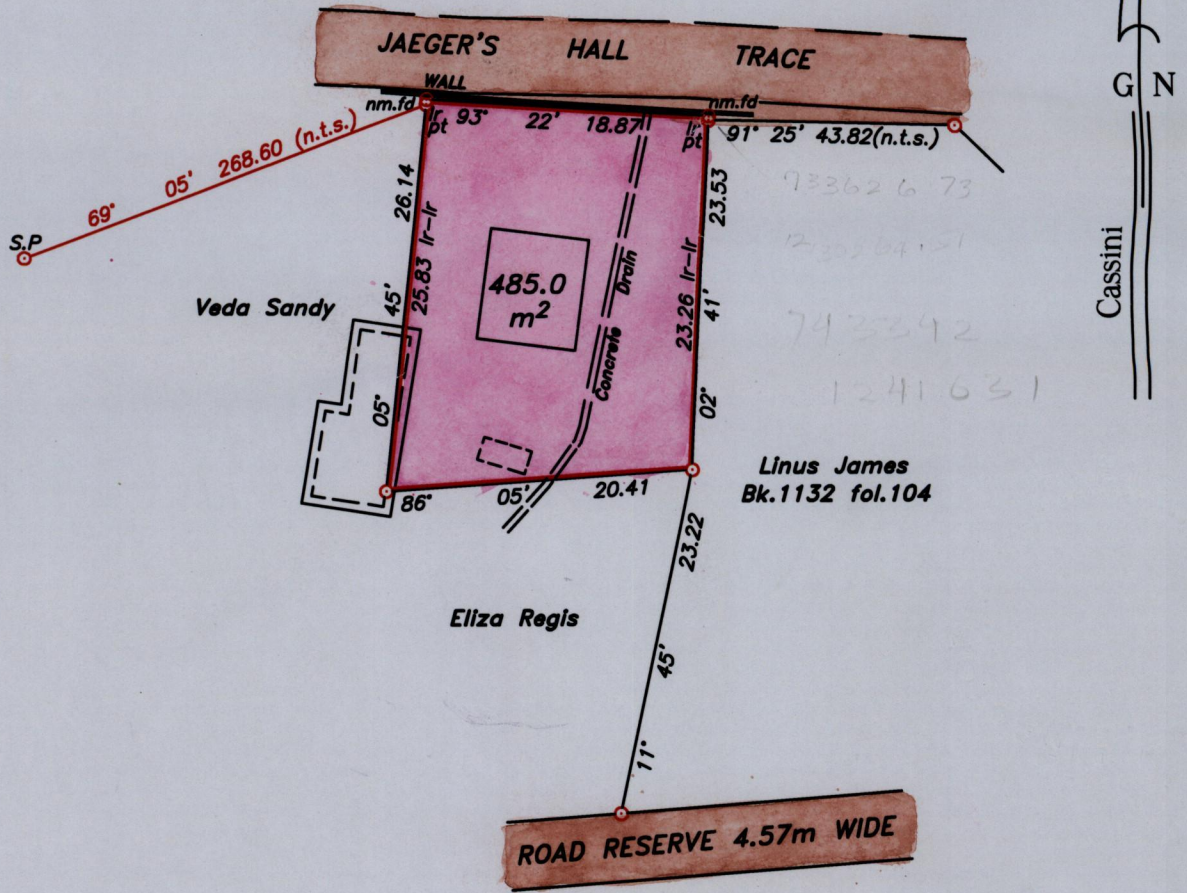 JAEGER'S HALL TRACE
G N
Cassini
WALL
nm.fd
nm.fd
Ir pt
93° 22' 18.87
Ir pt
91° 25' 43.82(n.t.s.)
69° 05' 268.60 (n.t.s.)
S.P
05° 45' 26.14
25.83 Ir-Ir
02° 41' 23.53
23.26 Ir-Ir
485.0
m²
Concrete Drain
Veda Sandy
743342
86° 05' 20.41
Linus James
Bk.1132 fol.104
11° 45' 23.22
Eliza Regis
ROAD RESERVE 4.57m WIDE